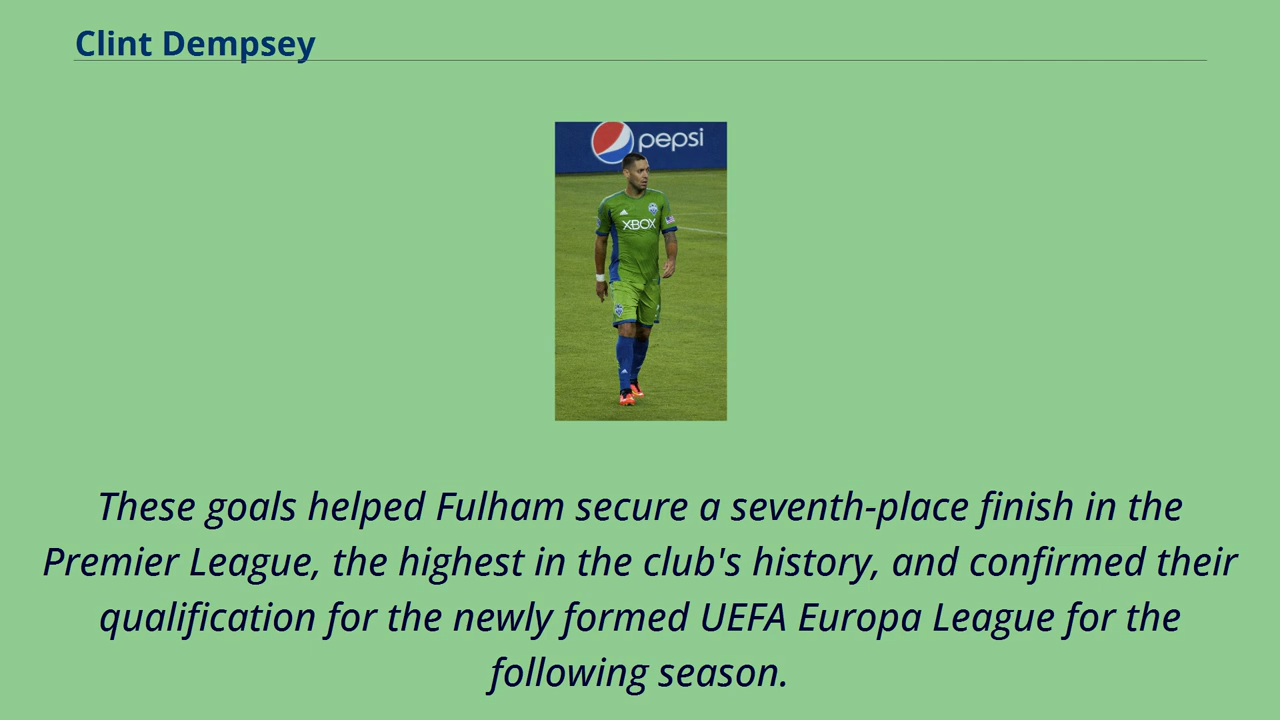 Clint Dempsey
pepsi
XBOX
These goals helped Fulham secure a seventh-place finish in the
Premier League, the highest in the club's history, and confirmed their
qualification for the newly formed UEFA Europa League for the
following season.